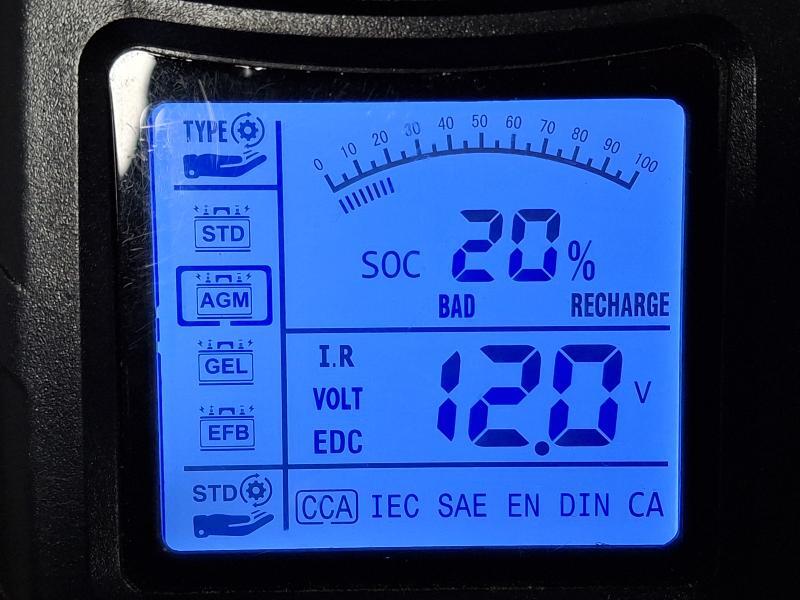 TYPE
0 10 20 30 40 50 60 70 80 90 100
STD
SOC 20%
BAD RECHARGE
AGM
I.R
GEL
VOLT 12.0 V
EFB
EDC
STD
CCA IEC SAE EN DIN CA